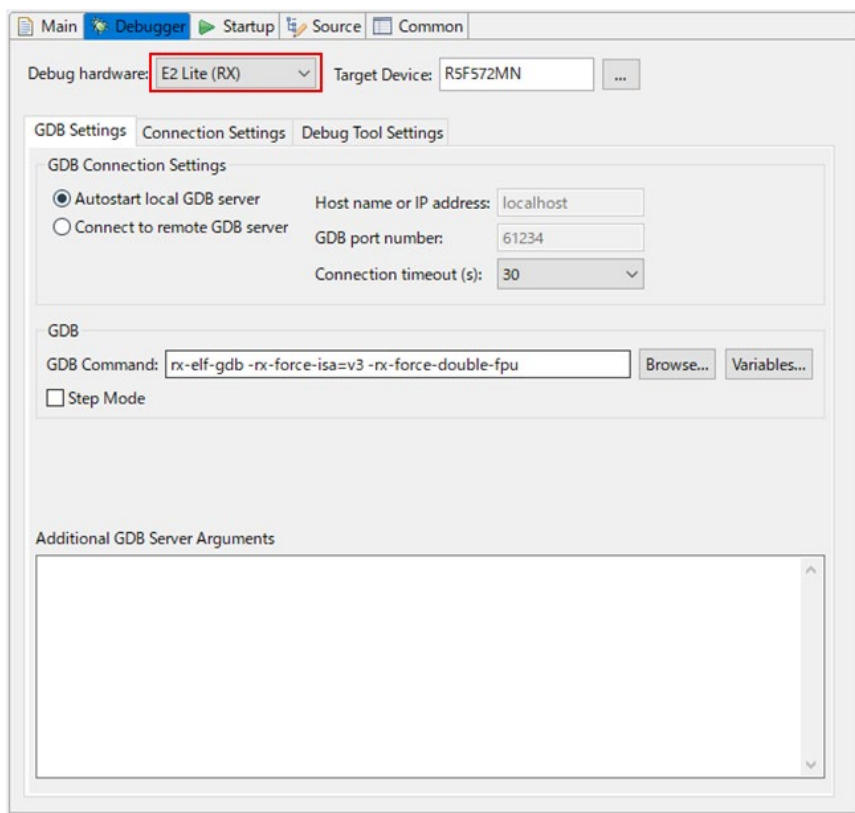 Main Debugger Startup Source Common
Debug hardware: E2 Lite (RX) Target Device: R5F572MN ...
GDB Settings Connection Settings Debug Tool Settings
GDB Connection Settings
Autostart local GDB server
Connect to remote GDB server
Host name or IP address: localhost
GDB port number: 61234
Connection timeout (s): 30
GDB
GDB Command: rx-elf-gdb -rx-force-isa=v3 -rx-force-double-fpu Browse... Variables...
Step Mode
Additional GDB Server Arguments